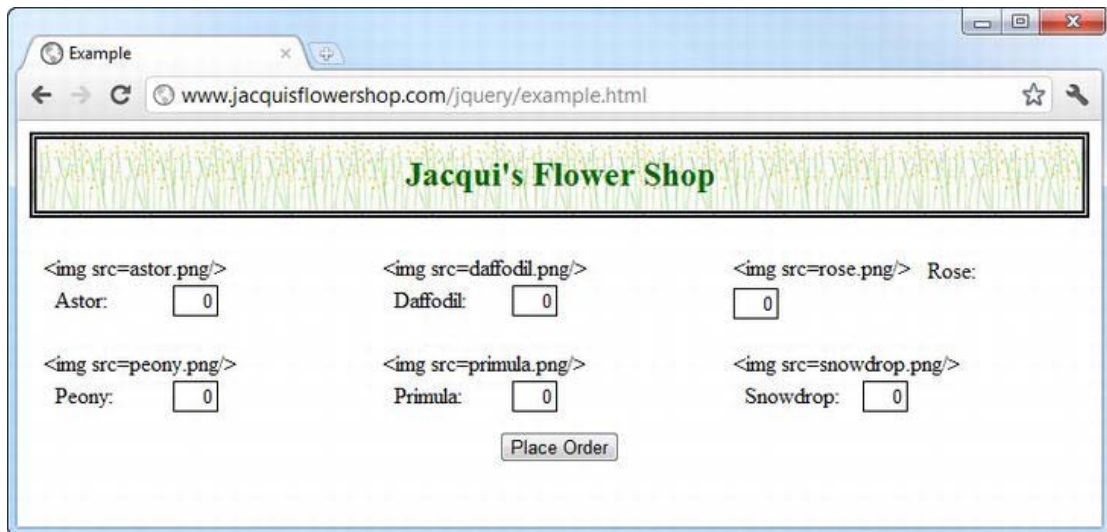 Example
www.jacquisflowershop.com/jquery/example.html
Jacqui's Flower Shop
<img src=astor.png/> <img src=daffodil.png/> <img src=rose.png/> Rose:
Astor: 0 Daffodil: 0 0
<img src=peony.png/> <img src=primula.png/> <img src=snowdrop.png/>
Peony: 0 Primula: 0 Snowdrop: 0
Place Order